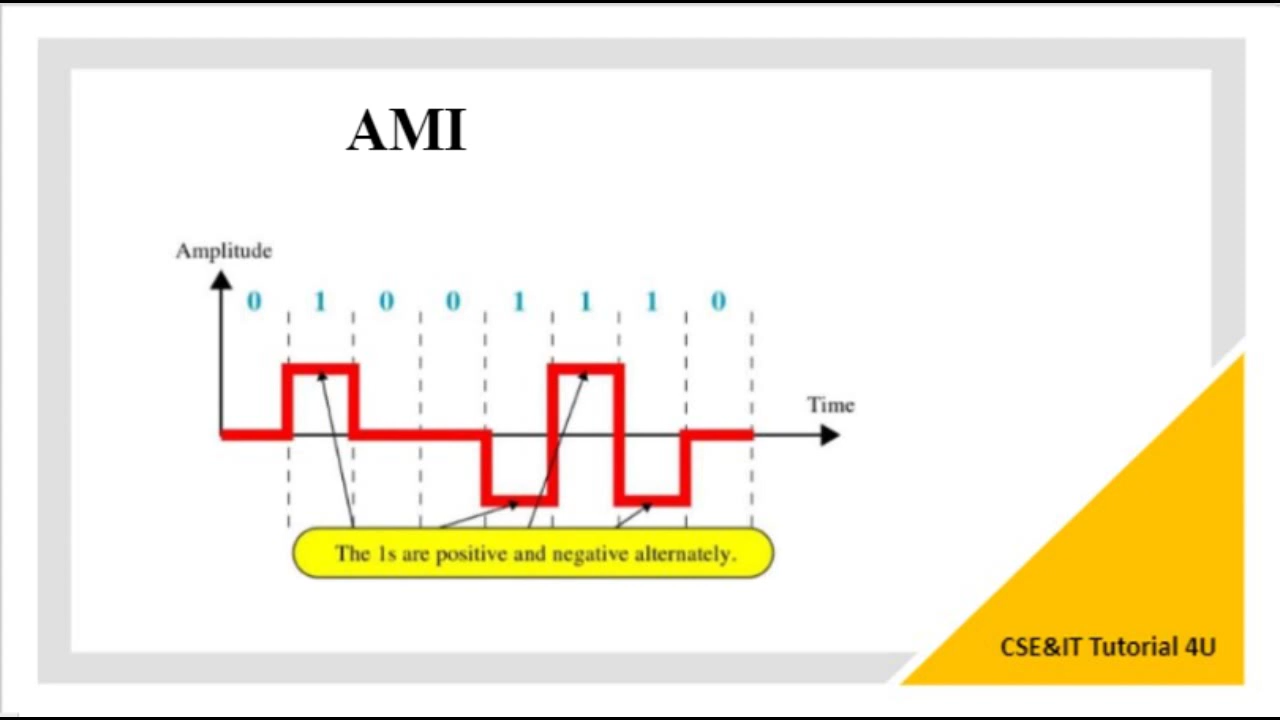 AMI
Amplitude
0 1 0 0 1 1 1 0
Time
The 1s are positive and negative alternately.
CSE&IT Tutorial 4U